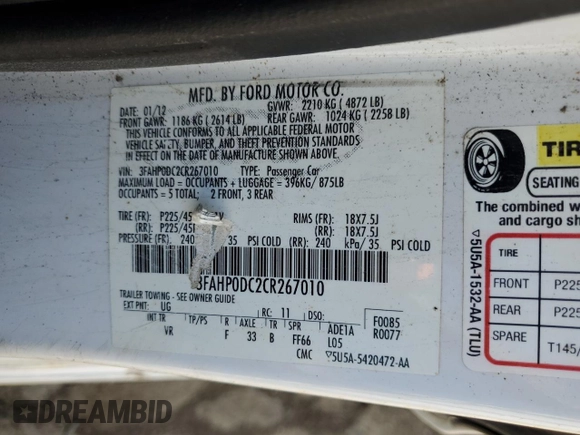 MFD. BY FORD MOTOR CO.
DATE: 01/12 GVWR: 2210 KG ( 4872 LB)
FRONT GAWR: 1186 KG ( 2614 LB) REAR GAWR: 1024 KG ( 2258 LB)
THIS VEHICLE CONFORMS TO ALL APPLICABLE FEDERAL MOTOR
VEHICLE SAFETY, BUMPER, AND THEFT PREVENTION STANDARDS
IN EFFECT ON THE DATE OF MANUFACTURE SHOWN ABOVE.
VIN: 3FAHP0DC2CR267010 TYPE: Passenger Car
MAXIMUM LOAD = OCCUPANTS + LUGGAGE = 396KG/875LB
OCCUPANTS = 5 TOTAL: 2 FRONT, 3 REAR
TIRE (FR): P225/45 V RIMS (FR): 18X7.5J
(RR): P225/45 (RR): 18X7.5J
PRESSURE (FR): 240 35 PSI COLD (RR): 240 kPa/ 35 PSI COLD
3FAHP0DC2CR267010
TRAILER TOWING - SEE OWNER GUIDE
EXT PNT: UG RC: 11 DSO: F0085
INT TR TP/PS R AXLE TR SPR ADE1A R0077
VR F 33 B FF66 L05
CMC ▽5U5A-5420472-AA
▽5U5A-1532-AA (TLU)
TIR
SEATING
The combined w
and cargo sh
TIRE
FRONT P225
REAR P225
SPARE T145/
DREAMBID